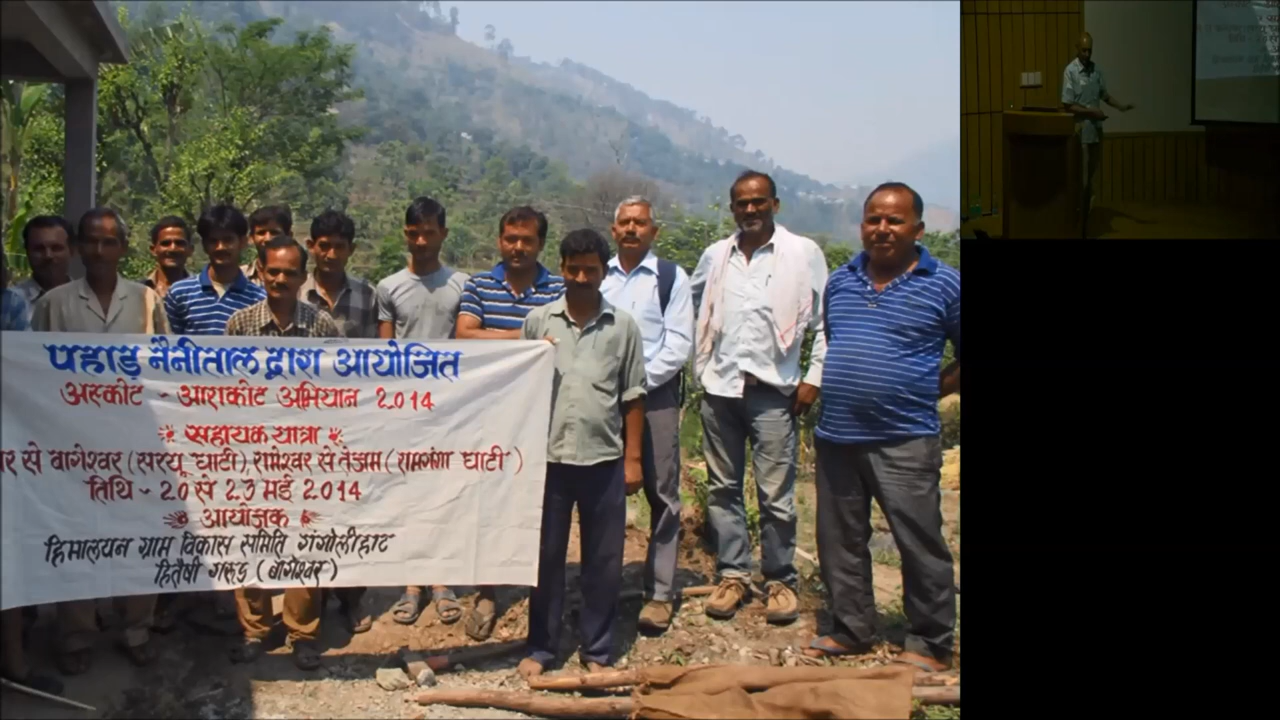 पहाड़ नैनीताल द्वारा आयोजित
अस्कोट - आराकोट अभियान 2014
सहायक यात्रा
से बागेश्वर (सरयू घाटी), रामेश्वर से तेजम (रामगंगा घाटी)
तिथि - 20 से 23 मई 2014
आयोजक
हिमालयन ग्राम विकास समिति गंगोलीहाट
हितैषी गरुड (बागेश्वर)